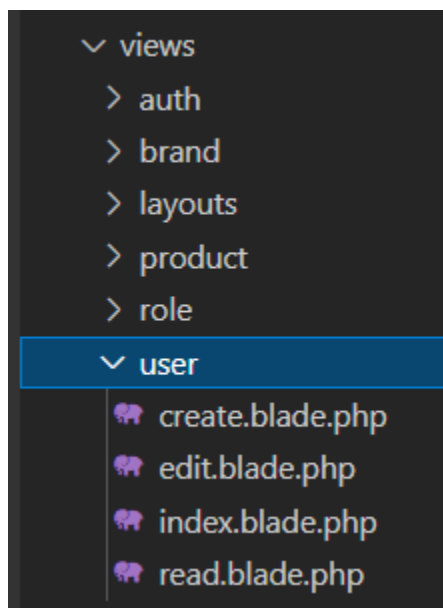 views
auth
brand
layouts
product
role
user
create.blade.php
edit.blade.php
index.blade.php
read.blade.php